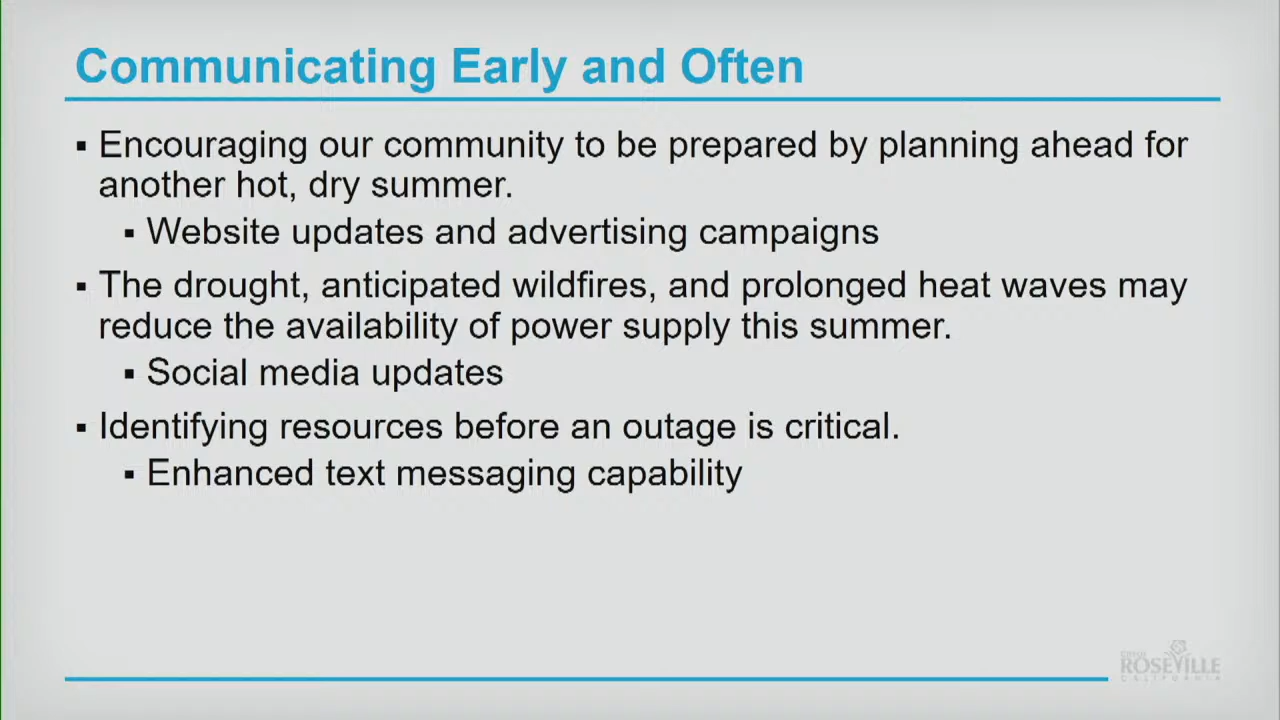 Communicating Early and Often
▪ Encouraging our community to be prepared by planning ahead for
another hot, dry summer.
▪ Website updates and advertising campaigns
▪ The drought, anticipated wildfires, and prolonged heat waves may
reduce the availability of power supply this summer.
▪ Social media updates
▪ Identifying resources before an outage is critical.
▪ Enhanced text messaging capability
ROSEVILLE
CALIFORNIA